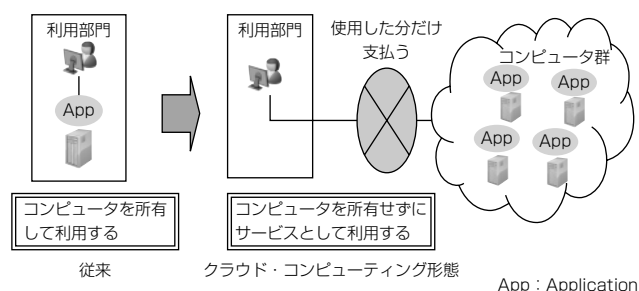 利用部門
App
コンピュータを所有
して利用する
従来
利用部門
使用した分だけ
支払う
コンピュータ群
App
App
App
App
コンピュータを所有せずに
サービスとして利用する
クラウド・コンピューティング形態
App：Application